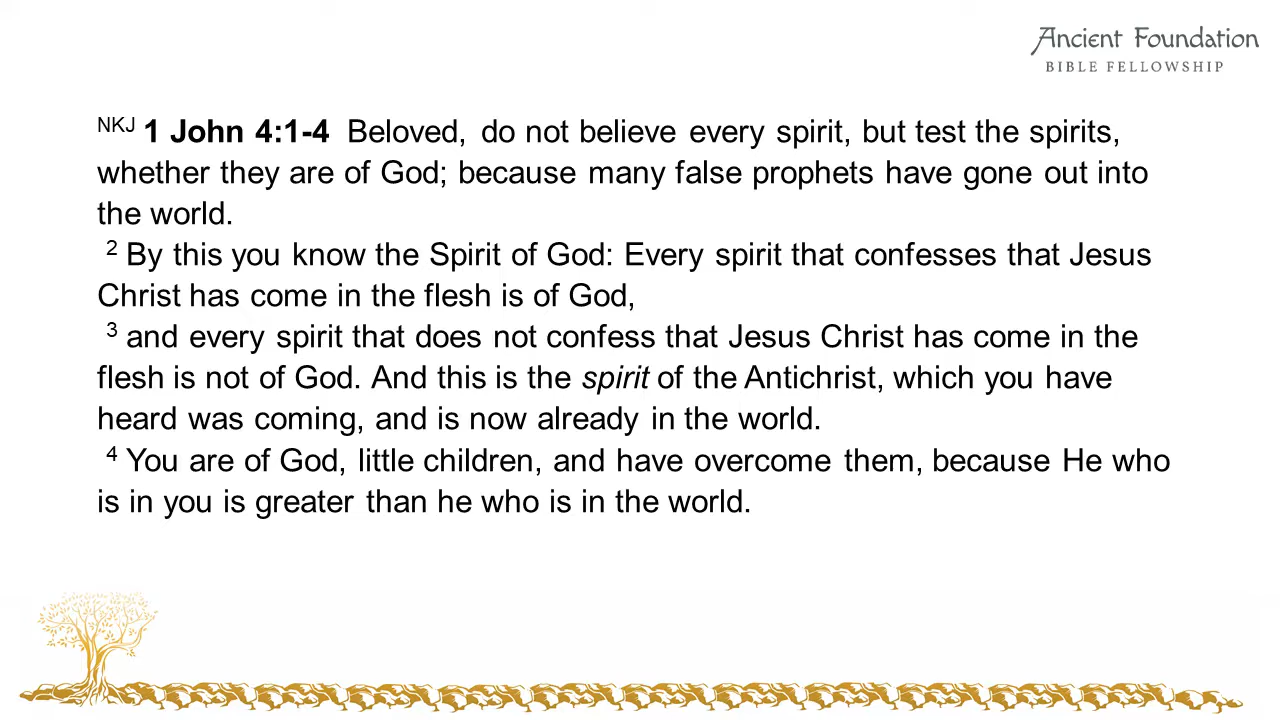 Ancient Foundation
BIBLE FELLOWSHIP
NKJ 1 John 4:1-4 Beloved, do not believe every spirit, but test the spirits,
whether they are of God; because many false prophets have gone out into
the world.
2 By this you know the Spirit of God: Every spirit that confesses that Jesus
Christ has come in the flesh is of God,
3 and every spirit that does not confess that Jesus Christ has come in the
flesh is not of God. And this is the spirit of the Antichrist, which you have
heard was coming, and is now already in the world.
4 You are of God, little children, and have overcome them, because He who
is in you is greater than he who is in the world.